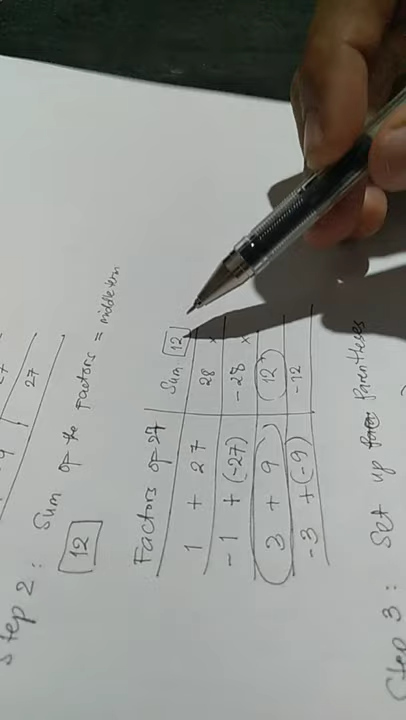 27
Step 2: Sum of the factors = middle term
12
Factors of 27 Sum 12
1 + 27 28 x
-1 + (-27) -28 x
3 + 9 12
-3 + (-9) -12
Step 3: Set up Parentheses